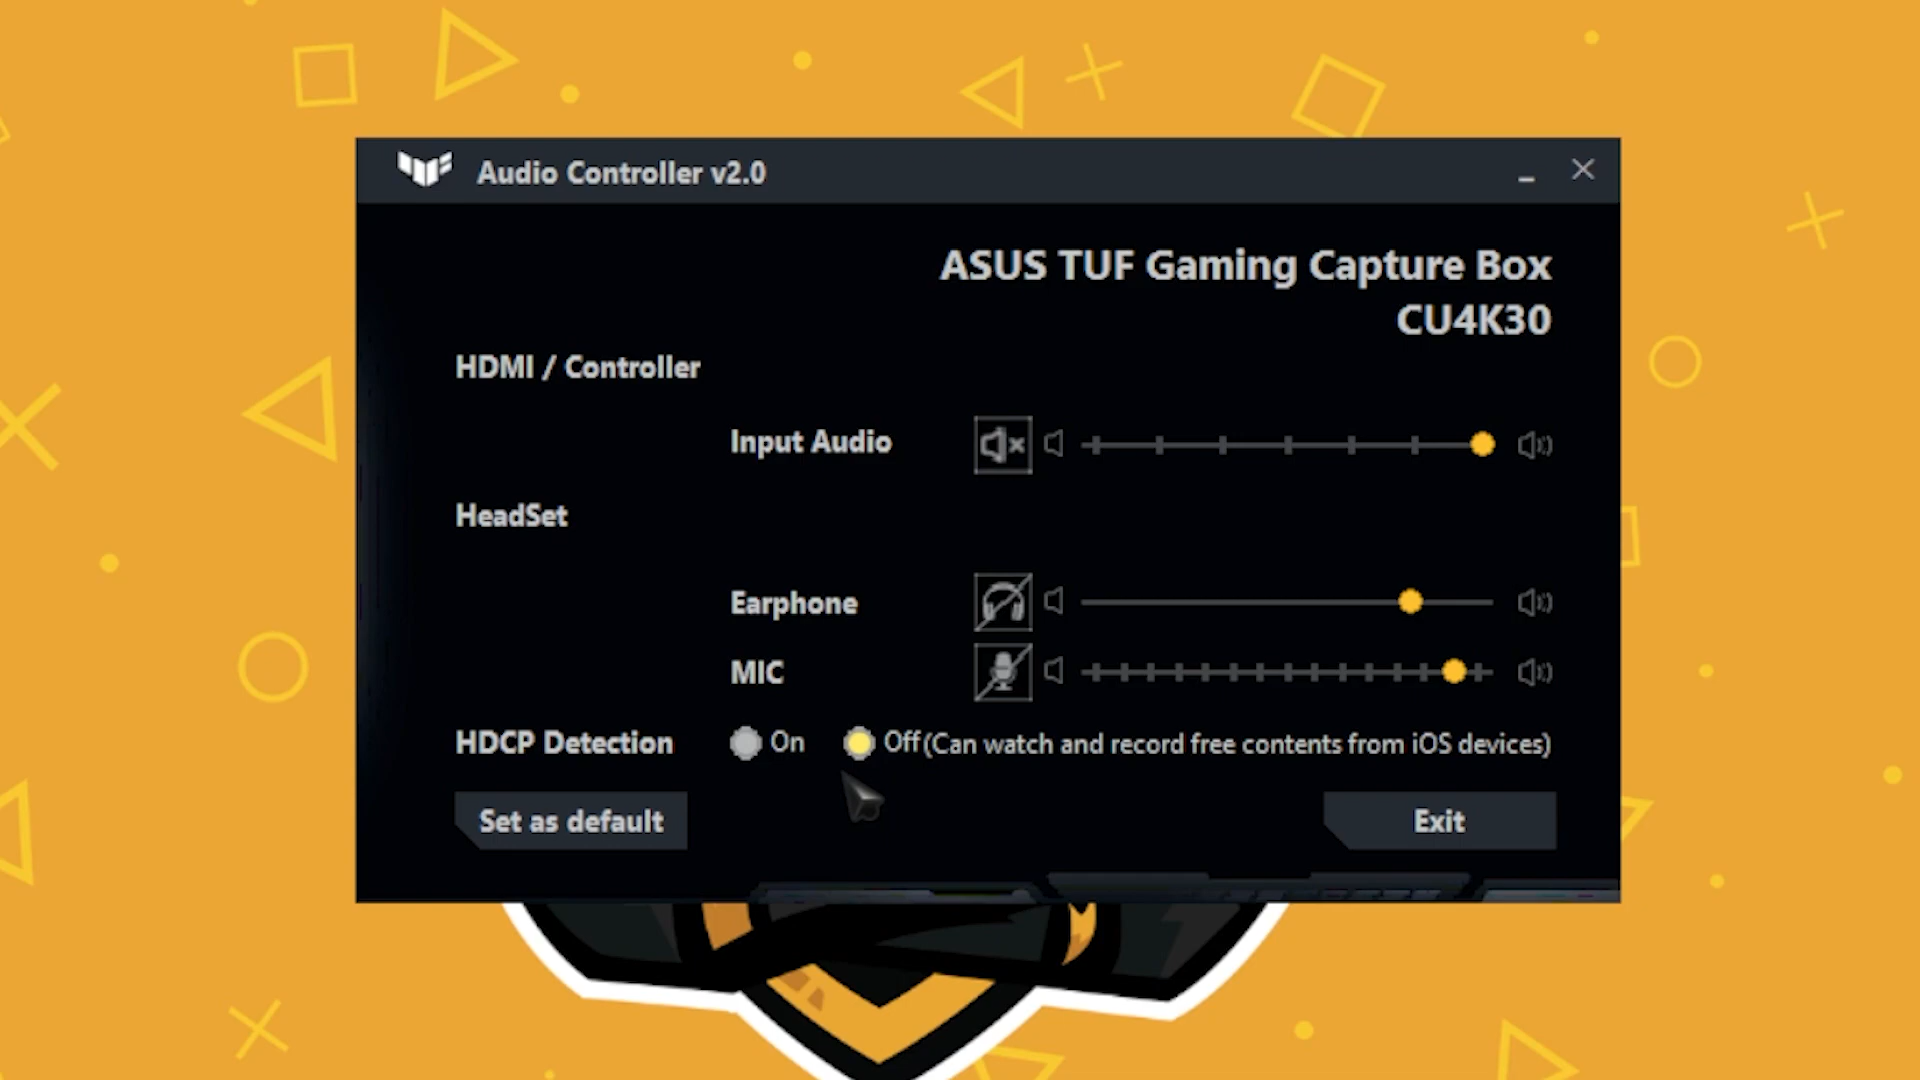 Audio Controller v2.0
ASUS TUF Gaming Capture Box
CU4K30
HDMI / Controller
Input Audio
HeadSet
Earphone
MIC
HDCP Detection On Off(Can watch and record free contents from iOS devices)
Set as default Exit